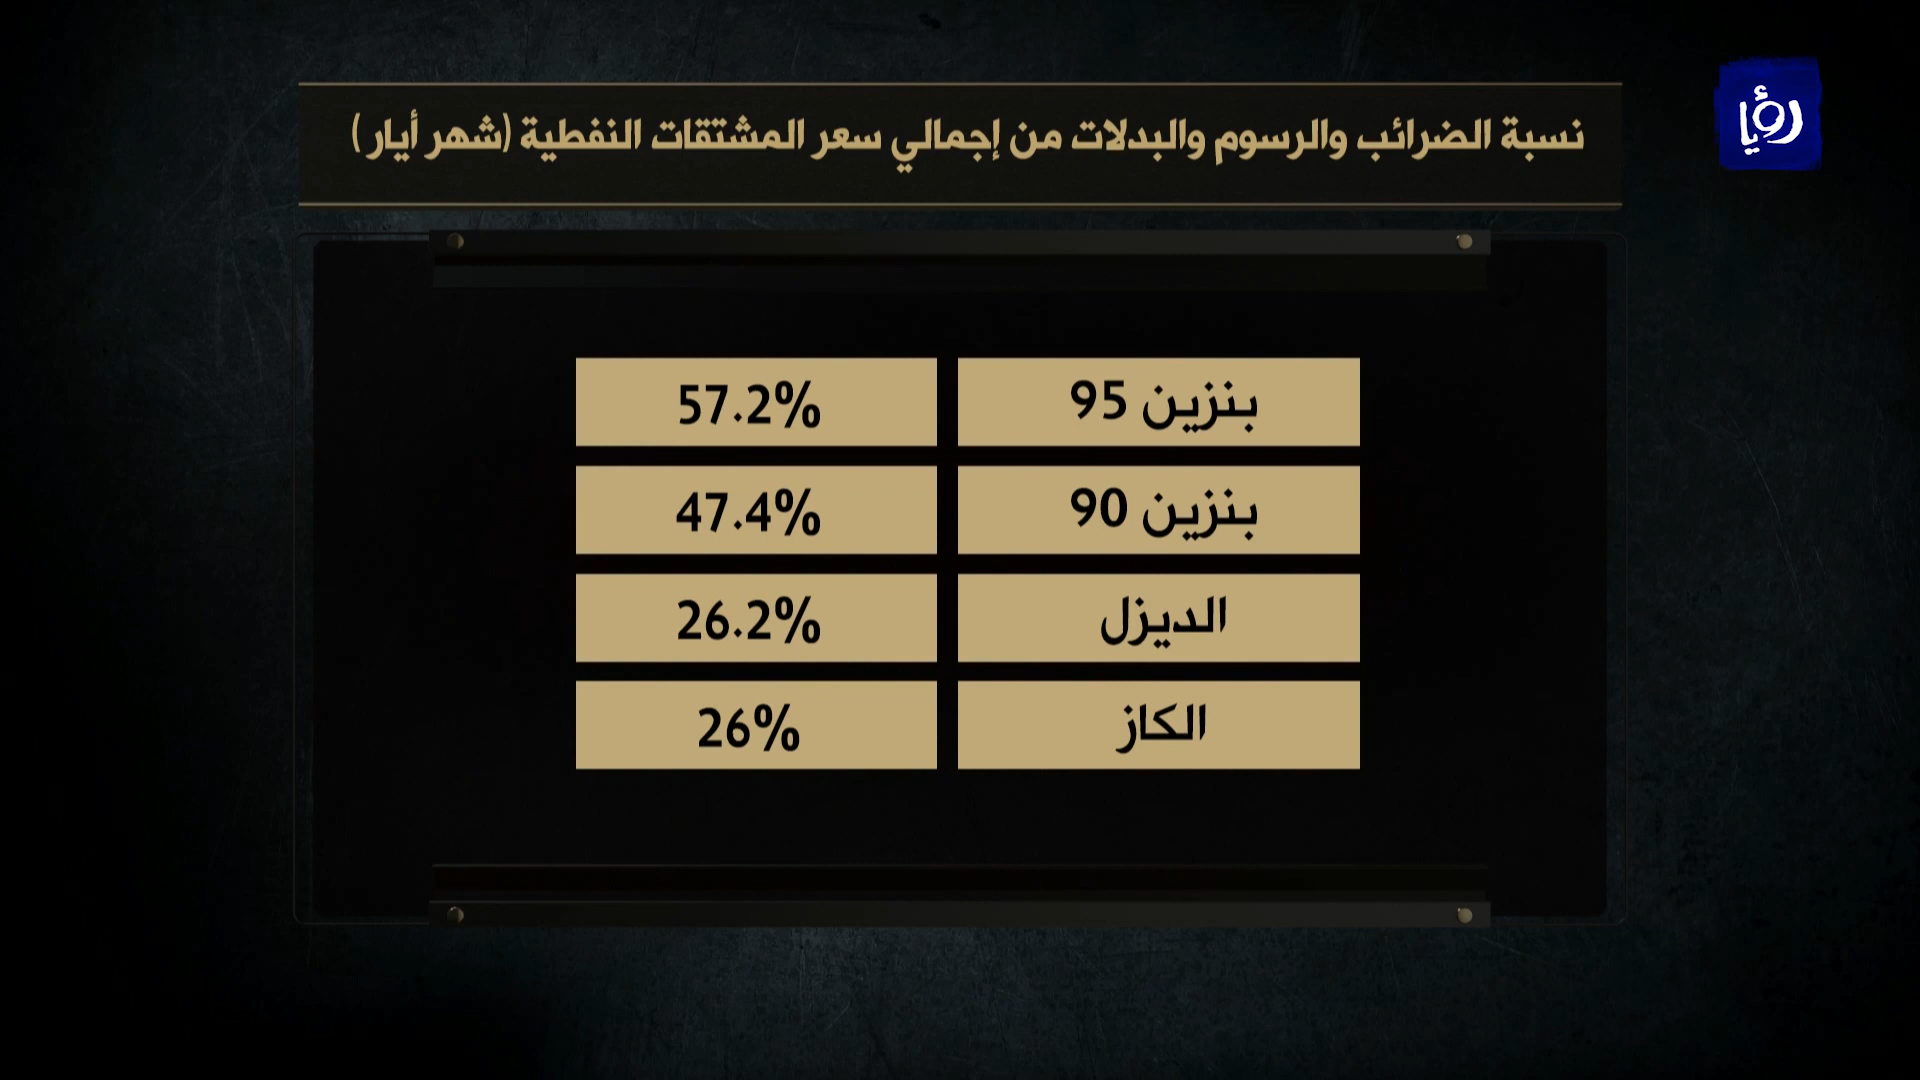 نسبة الضرائب والرسوم والبدلات من إجمالي سعر المشتقات النفطية (شهر أيار )
رؤيا
بنزين 95 57.2%
بنزين 90 47.4%
الديزل 26.2%
الكاز 26%